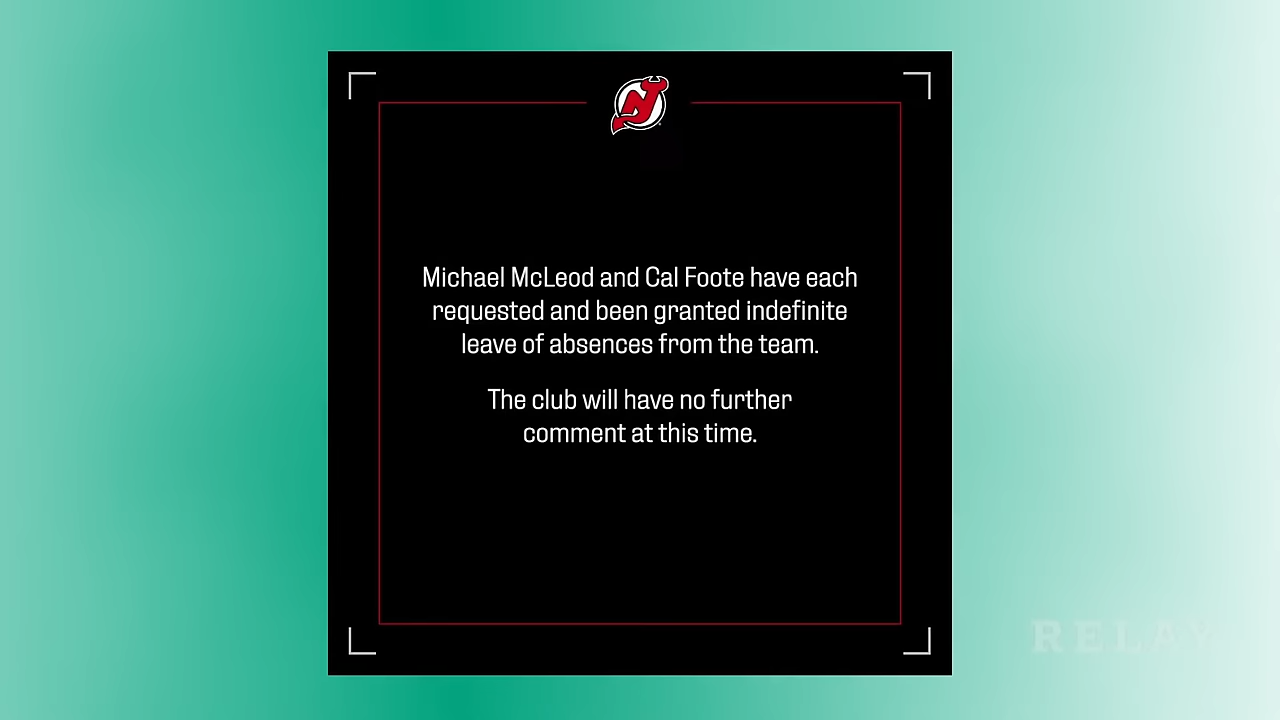 Michael McLeod and Cal Foote have each
requested and been granted indefinite
leave of absences from the team.
The club will have no further
comment at this time.
RELAY